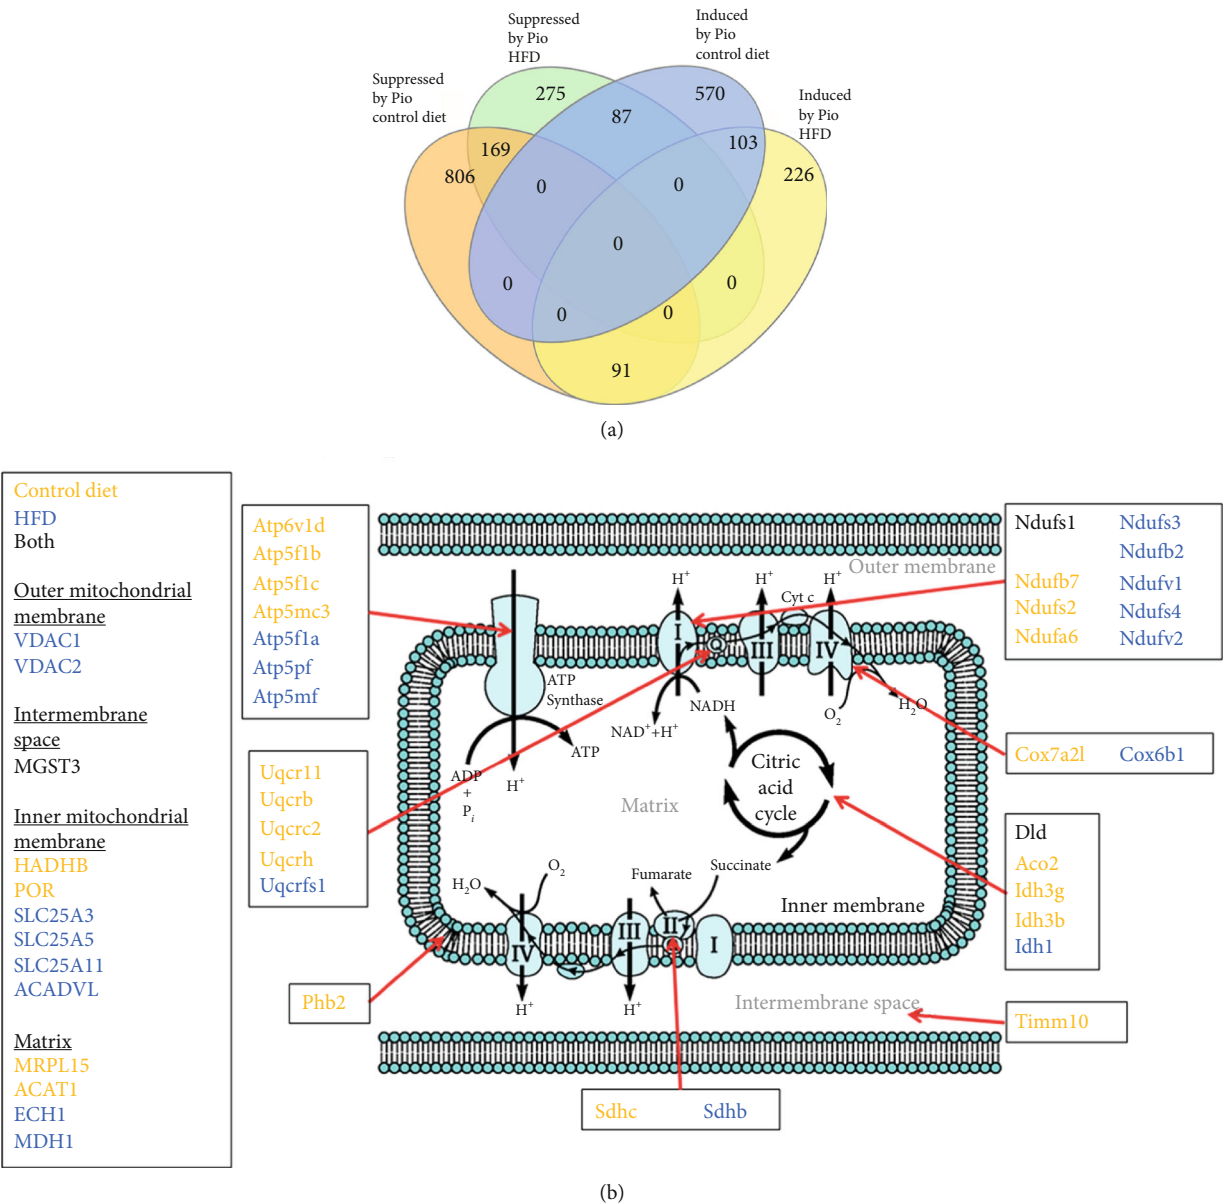 Suppressed
by Pio
HFD
Induced
by Pio
control diet
Suppressed
by Pio
control diet
Induced
by Pio
HFD
275
570
87
169
103
806
226
0
0
0
0
0
0
0
91
(a)
Control diet
HFD
Both
Outer mitochondrial
membrane
VDAC1
VDAC2
Intermembrane
space
MGST3
Inner mitochondrial
membrane
HADHB
POR
SLC25A3
SLC25A5
SLC25A11
ACADVL
Matrix
MRPL15
ACAT1
ECH1
MDH1
Atp6v1d
Atp5f1b
Atp5f1c
Atp5mc3
Atp5f1a
Atp5pf
Atp5mf
Uqcr11
Uqcrb
Uqcrc2
Uqcrh
Uqcrfs1
Phb2
Outer membrane
H⁺ H⁺ H⁺
Cyt c
I Q III IV
ATP
Synthase
NADH
NAD⁺+H⁺
O₂
H₂O
ATP
ADP
+
Pᵢ
H⁺
Citric
acid
cycle
Matrix
Succinate
Fumarate
O₂
H₂O
Inner membrane
IV III II I
Q
H⁺ H⁺
Intermembrane space
Ndufs1 Ndufs3
Ndufb2
Ndufb7 Ndufv1
Ndufs2 Ndufs4
Ndufa6 Ndufv2
Cox7a2l Cox6b1
Dld
Aco2
Idh3g
Idh3b
Idh1
Timm10
Sdhc Sdhb
(b)